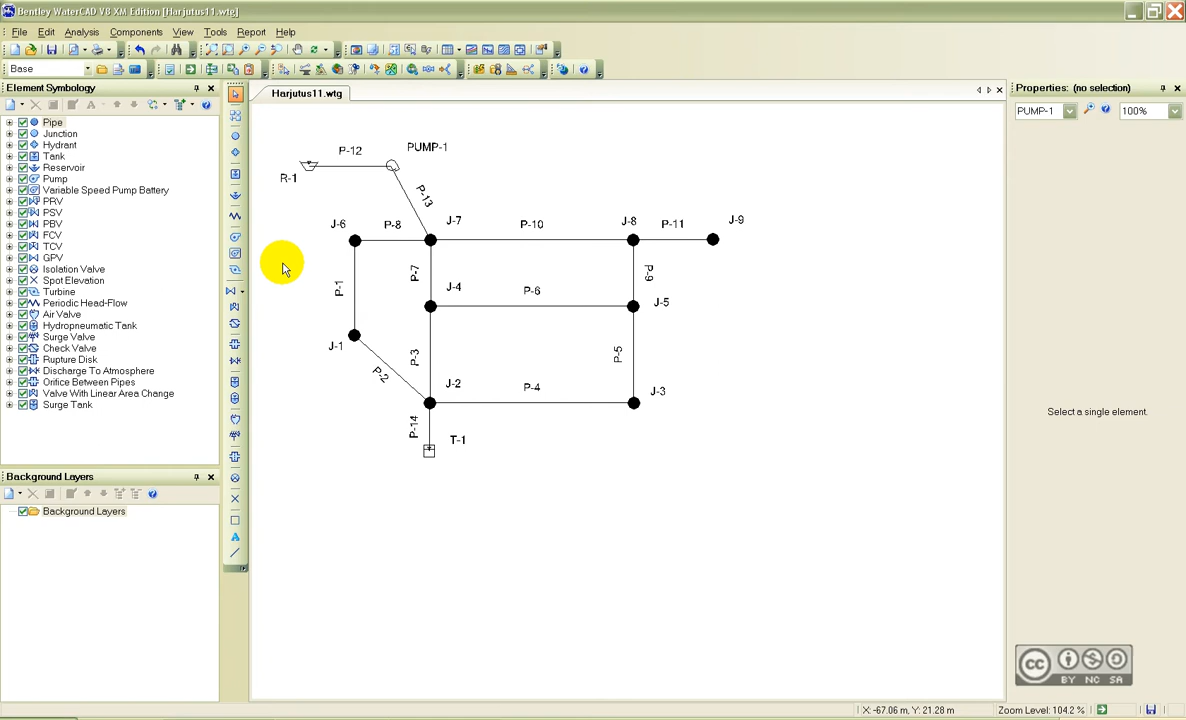 Bentley WaterCAD V8 XM Edition [Harjutus11.wtg]
File Edit Analysis Components View Tools Report Help
Base
Element Symbology
Pipe
Junction
Hydrant
Tank
Reservoir
Pump
Variable Speed Pump Battery
PRV
PSV
PBV
FCV
TCV
GPV
Isolation Valve
Spot Elevation
Turbine
Periodic Head-Flow
Air Valve
Hydropneumatic Tank
Surge Valve
Check Valve
Rupture Disk
Discharge To Atmosphere
Orifice Between Pipes
Valve With Linear Area Change
Surge Tank
Background Layers
Background Layers
Harjutus11.wtg
P-12 PUMP-1
R-1
P-13
J-6 P-8 J-7 P-10 J-8 P-11 J-9
P-1 P-7 J-4 P-6 P-9 J-5
J-1 P-3 P-5
P-2 J-2 P-4 J-3
P-14 T-1
Properties: (no selection)
PUMP-1 100%
Select a single element.
cc BY NC SA
X: -67.06 m, Y: 21.28 m Zoom Level: 104.2 %